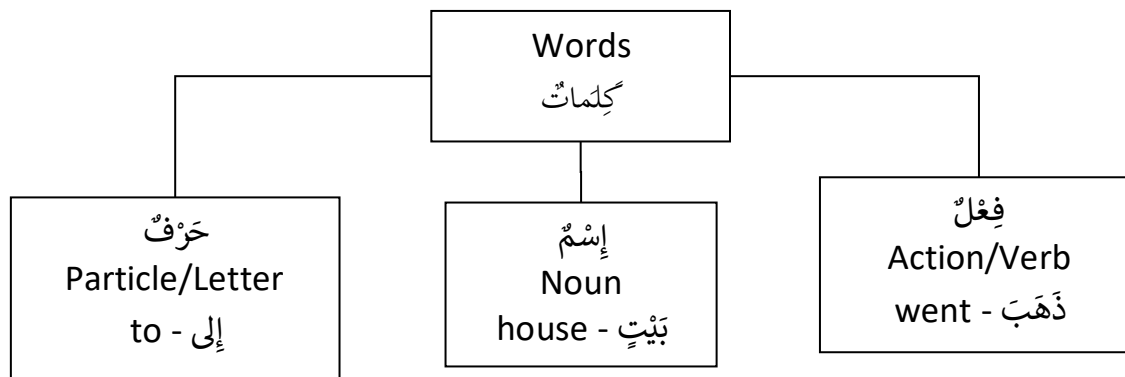 Words
كَِلَماتٌ
حَرْفٌ
Particle/Letter
to - إِلى
إِسْمٌ
Noun
house - بَيْتٍ
فِعْلٌ
Action/Verb
went - ذَهَبَ